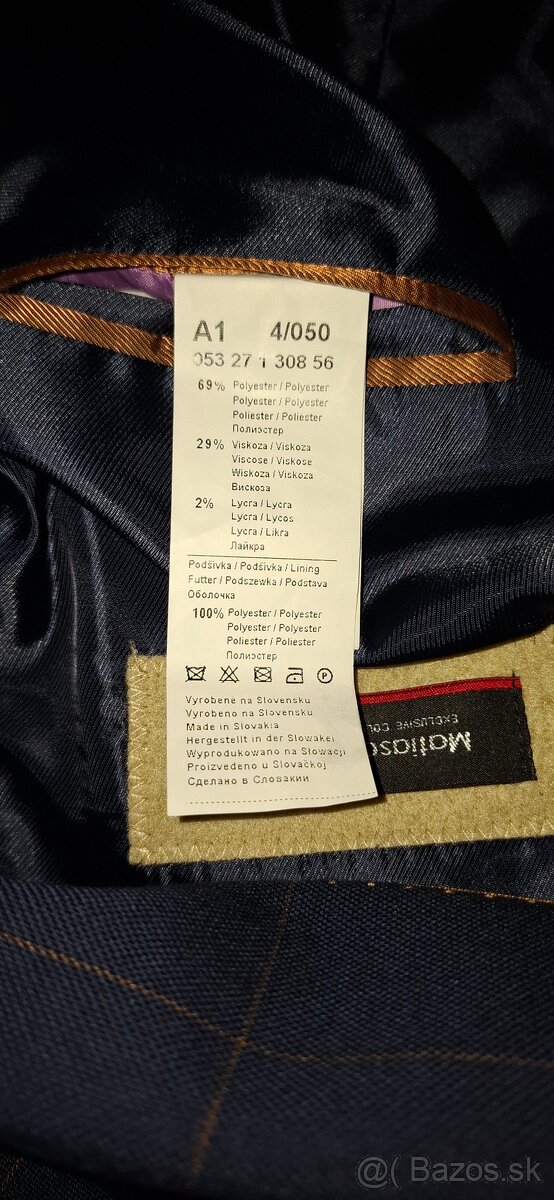 A1 4/050
053 27 1 308 56
69% Polyester / Polyester
Polyester / Polyester
Poliester / Poliester
Полиэстер
29% Viskoza / Viskoza
Viscose / Viskose
Wiskoza / Viskoza
Вискоза
2% Lycra / Lycra
Lycra / Lycos
Lycra / Likra
Лайкра
Podšívka / Podšívka / Lining
Futter / Podszewka / Podstava
Оболочка
100% Polyester / Polyester
Polyester / Polyester
Poliester / Poliester
Полиэстер
P
Vyrobene na Slovensku
Vyrobeno na Slovensku
Made in Slovakia
Hergestellt in der Slowakei
Wyprodukowano na Słowacji
Proizvedeno u Slovačkoj
Сделано в Словакии
EXCLUSIVE
@( Bazos.sk